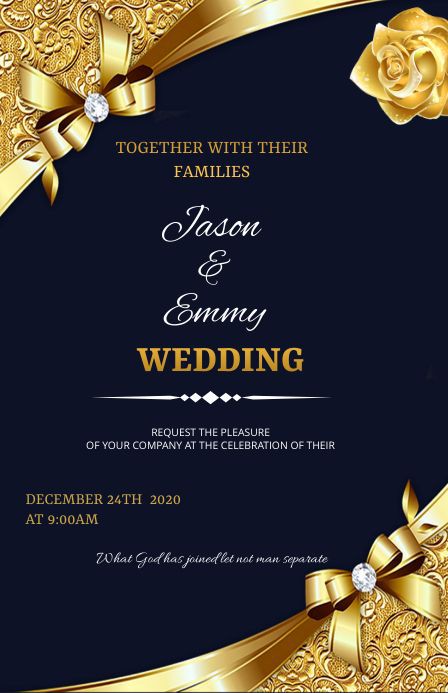 TOGETHER WITH THEIR
FAMILIES
Jason
&
Emmy
WEDDING
REQUEST THE PLEASURE
OF YOUR COMPANY AT THE CELEBRATION OF THEIR
DECEMBER 24TH 2020
AT 9:00AM
What God has joined let not man separate